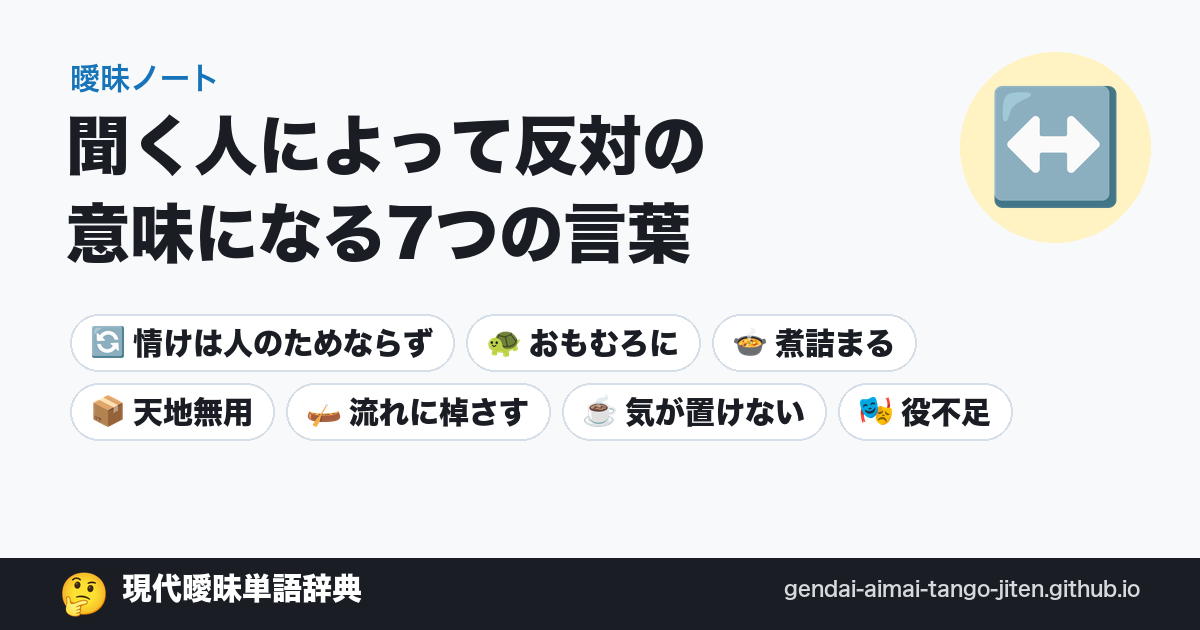 曖昧ノート
聞く人によって反対の
意味になる7つの言葉
情けは人のためならず おもむろに 煮詰まる
天地無用 流れに棹さす 気が置けない 役不足
現代曖昧単語辞典 gendai-aimai-tango-jiten.github.io